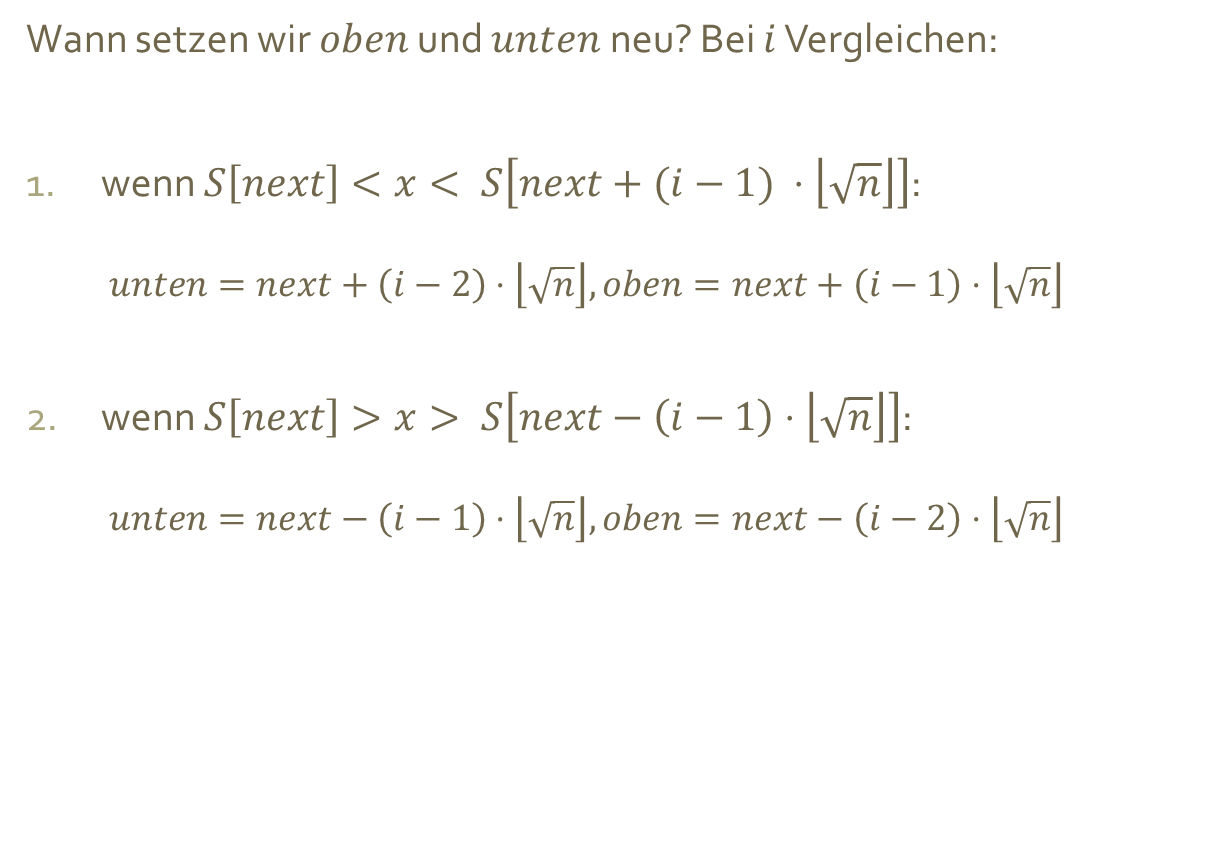 Wann setzen wir oben und unten neu? Bei i Vergleichen:
1. wenn S[next] < x < S[next + (i − 1) · ⌊√n⌋]:
unten = next + (i − 2) · ⌊√n⌋, oben = next + (i − 1) · ⌊√n⌋
2. wenn S[next] > x > S[next − (i − 1) · ⌊√n⌋]:
unten = next − (i − 1) · ⌊√n⌋, oben = next − (i − 2) · ⌊√n⌋